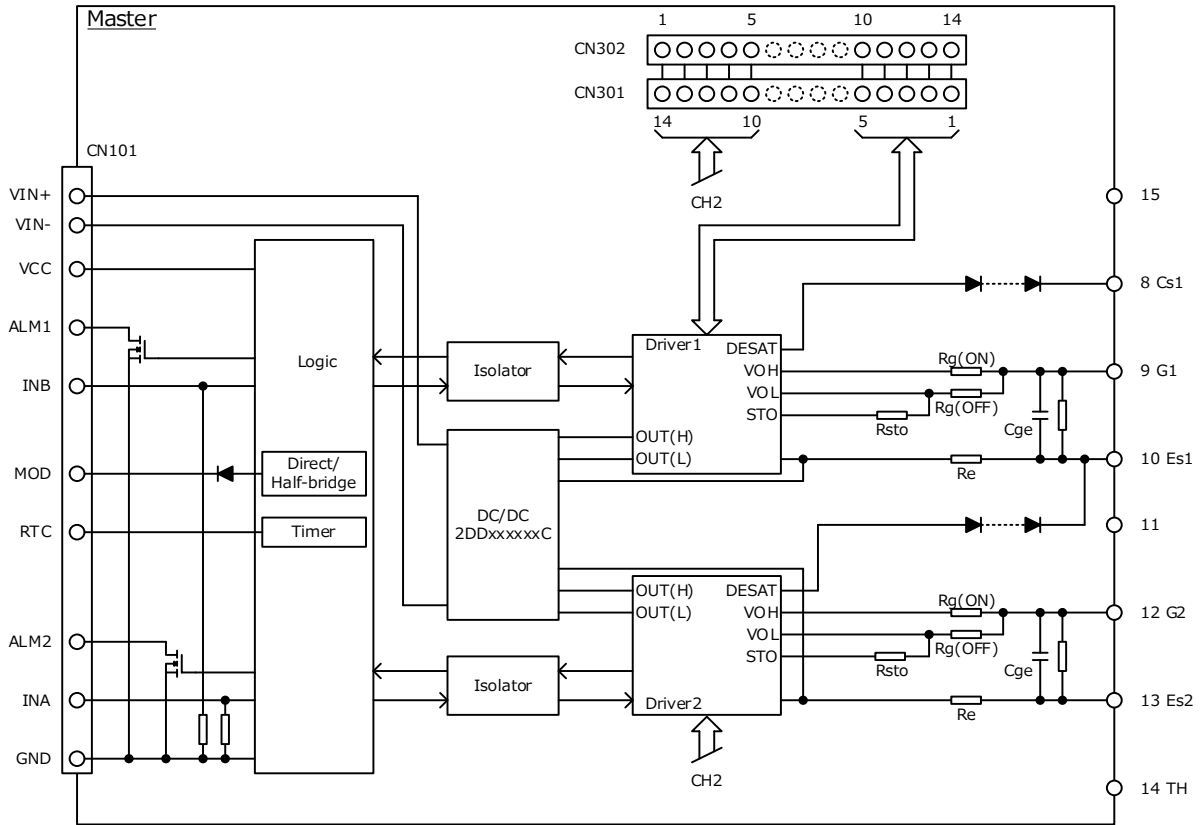 Master
1 5 10 14
CN302
CN301
14 10 5 1
CH2
CN101
VIN+
VIN-
VCC
ALM1
INB
MOD
RTC
ALM2
INA
GND
Logic
Direct/
Half-bridge
Timer
Isolator
DC/DC
2DDxxxxxxC
Isolator
Driver1
DESAT
VOH
VOL
STO
OUT(H)
OUT(L)
Rg(ON)
Rg(OFF)
Rsto
Cge
Re
OUT(H)
OUT(L)
DESAT
VOH
VOL
STO
Driver2
Rg(ON)
Rg(OFF)
Rsto
Cge
Re
CH2
15
8 Cs1
9 G1
10 Es1
11
12 G2
13 Es2
14 TH